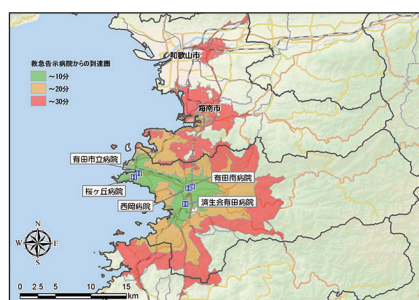 和歌山市
救急告示病院からの到達圏
～10分
～20分
～30分
海南市
有田市立病院
有田南病院
桜ヶ丘病院
西岡病院
済生会有田病院
N
W
E
S
0 2.5 5 10 15
km